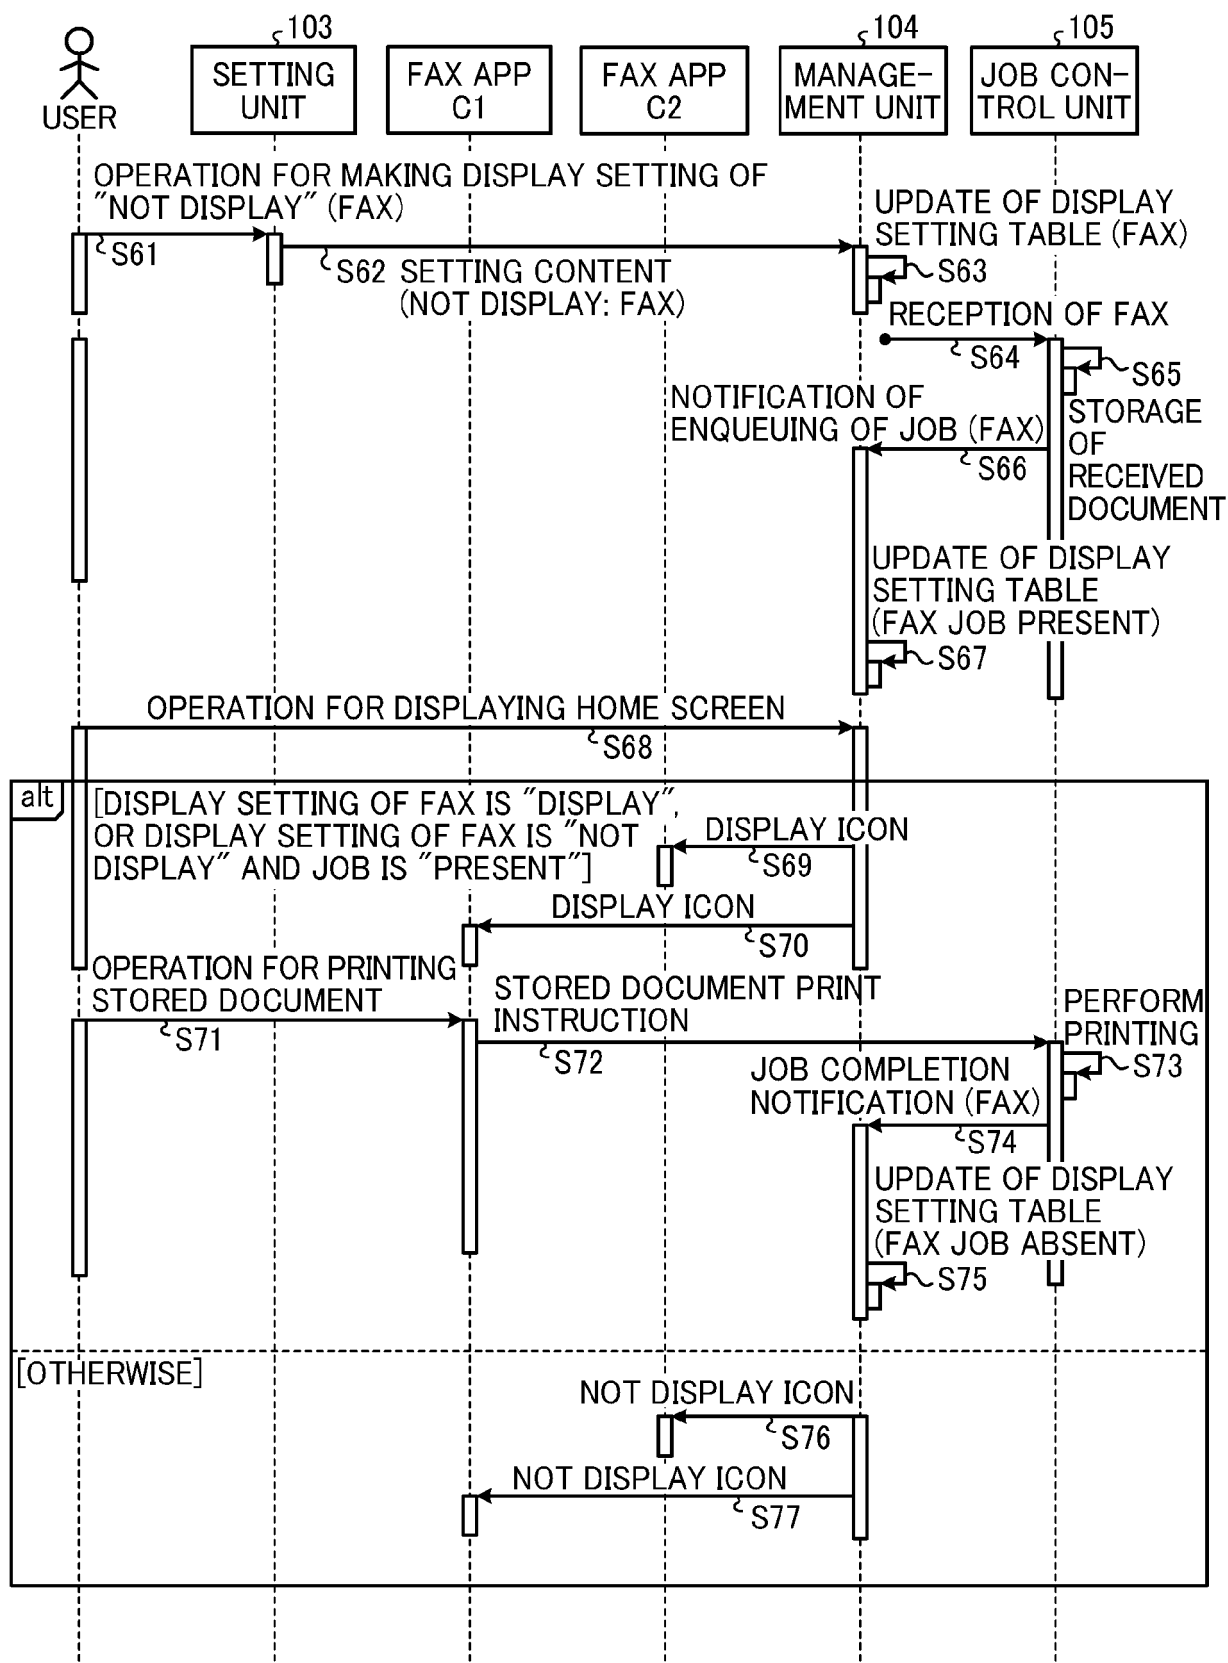 103
104
105
SETTING
UNIT
FAX APP
C1
FAX APP
C2
MANAGE-
MENT UNIT
JOB CON-
TROL UNIT
USER
OPERATION FOR MAKING DISPLAY SETTING OF
"NOT DISPLAY" (FAX)
S61
S62 SETTING CONTENT
(NOT DISPLAY: FAX)
UPDATE OF DISPLAY
SETTING TABLE (FAX)
S63
RECEPTION OF FAX
S64
S65
STORAGE
OF
RECEIVED
DOCUMENT
NOTIFICATION OF
ENQUEUING OF JOB (FAX)
S66
UPDATE OF DISPLAY
SETTING TABLE
(FAX JOB PRESENT)
S67
OPERATION FOR DISPLAYING HOME SCREEN
S68
alt
[DISPLAY SETTING OF FAX IS "DISPLAY",
OR DISPLAY SETTING OF FAX IS "NOT
DISPLAY" AND JOB IS "PRESENT"]
DISPLAY ICON
S69
DISPLAY ICON
S70
OPERATION FOR PRINTING
STORED DOCUMENT
S71
STORED DOCUMENT PRINT
INSTRUCTION
S72
PERFORM
PRINTING
S73
JOB COMPLETION
NOTIFICATION (FAX)
S74
UPDATE OF DISPLAY
SETTING TABLE
(FAX JOB ABSENT)
S75
[OTHERWISE]
NOT DISPLAY ICON
S76
NOT DISPLAY ICON
S77